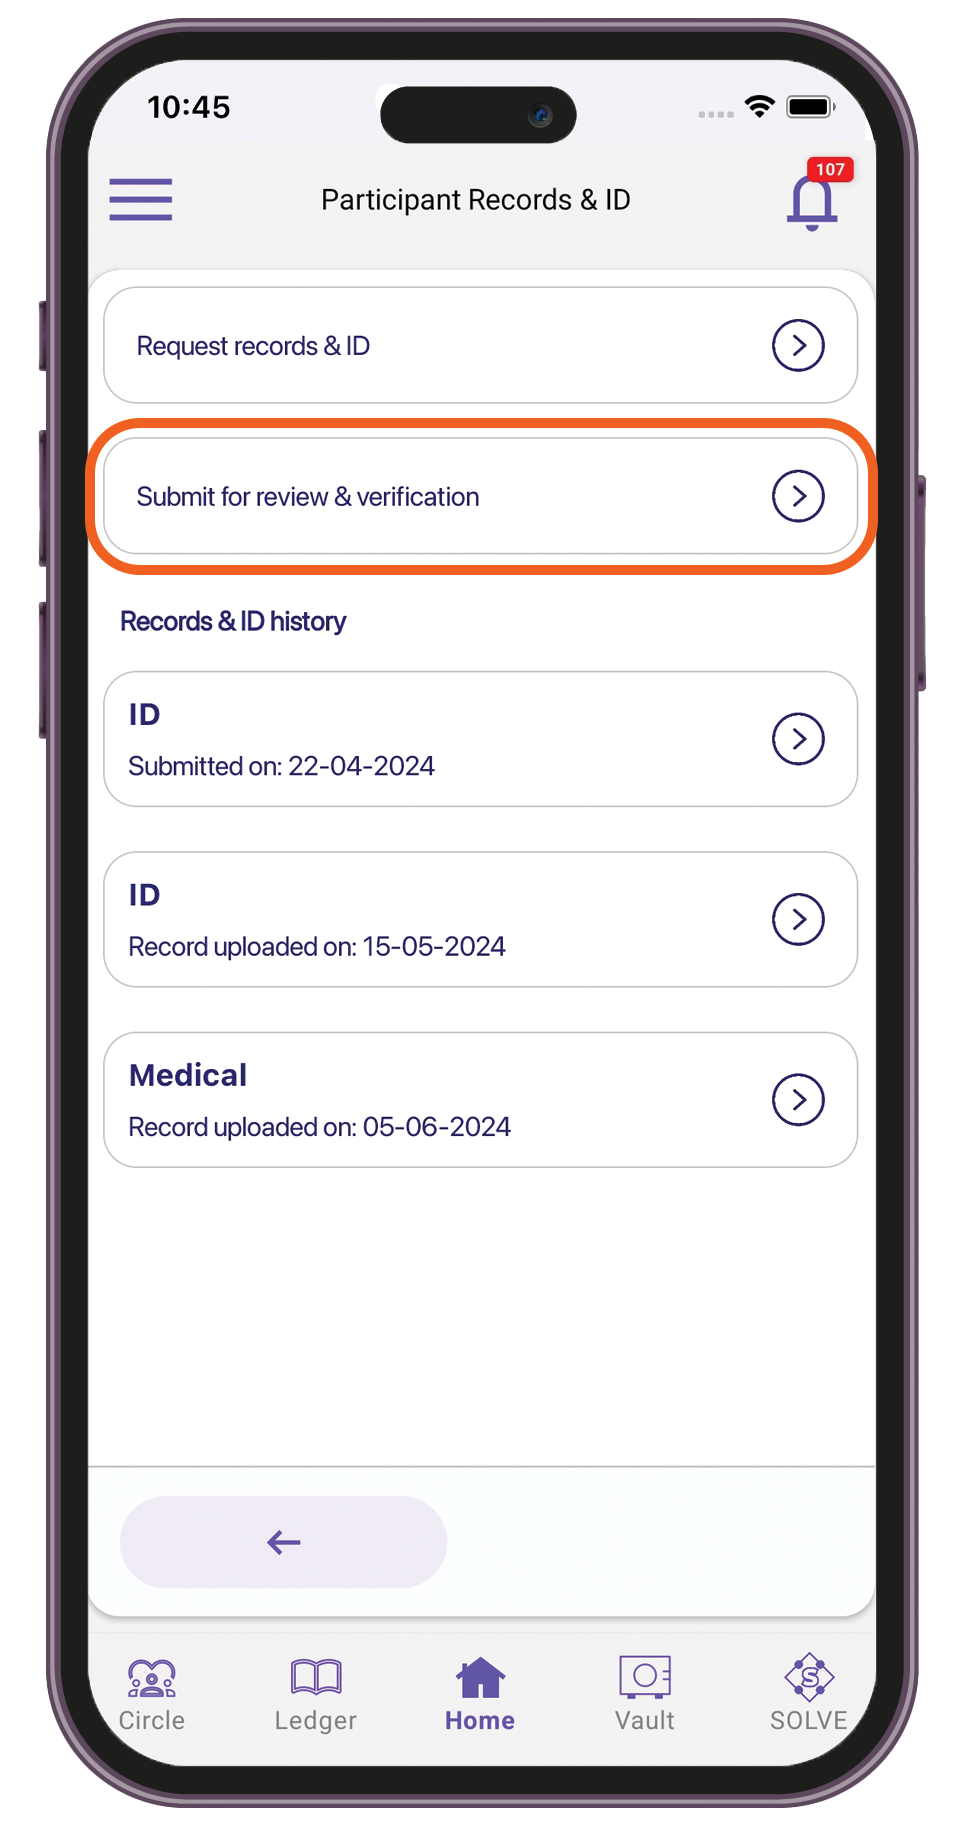 10:45
Participant Records & ID
107
Request records & ID
Submit for review & verification
Records & ID history
ID
Submitted on: 22-04-2024
ID
Record uploaded on: 15-05-2024
Medical
Record uploaded on: 05-06-2024
Circle
Ledger
Home
Vault
S
SOLVE